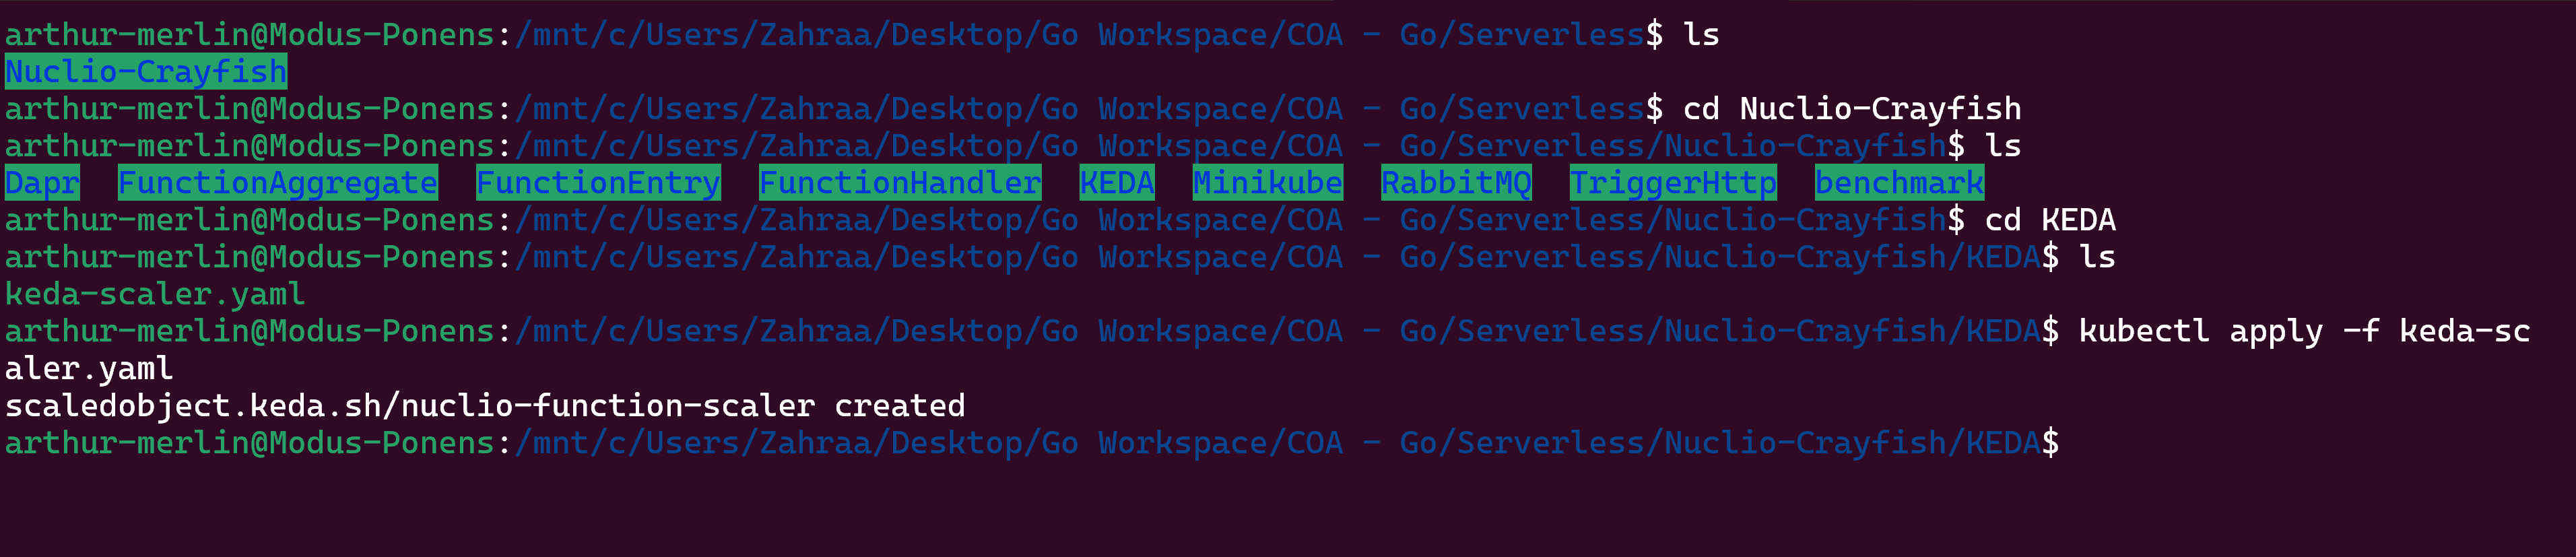 arthur-merlin@Modus-Ponens:/mnt/c/Users/Zahraa/Desktop/Go Workspace/COA - Go/Serverless$ ls
Nuclio-Crayfish
arthur-merlin@Modus-Ponens:/mnt/c/Users/Zahraa/Desktop/Go Workspace/COA - Go/Serverless$ cd Nuclio-Crayfish
arthur-merlin@Modus-Ponens:/mnt/c/Users/Zahraa/Desktop/Go Workspace/COA - Go/Serverless/Nuclio-Crayfish$ ls
Dapr  FunctionAggregate  FunctionEntry  FunctionHandler  KEDA  Minikube  RabbitMQ  TriggerHttp  benchmark
arthur-merlin@Modus-Ponens:/mnt/c/Users/Zahraa/Desktop/Go Workspace/COA - Go/Serverless/Nuclio-Crayfish$ cd KEDA
arthur-merlin@Modus-Ponens:/mnt/c/Users/Zahraa/Desktop/Go Workspace/COA - Go/Serverless/Nuclio-Crayfish/KEDA$ ls
keda-scaler.yaml
arthur-merlin@Modus-Ponens:/mnt/c/Users/Zahraa/Desktop/Go Workspace/COA - Go/Serverless/Nuclio-Crayfish/KEDA$ kubectl apply -f keda-sc
aler.yaml
scaledobject.keda.sh/nuclio-function-scaler created
arthur-merlin@Modus-Ponens:/mnt/c/Users/Zahraa/Desktop/Go Workspace/COA - Go/Serverless/Nuclio-Crayfish/KEDA$